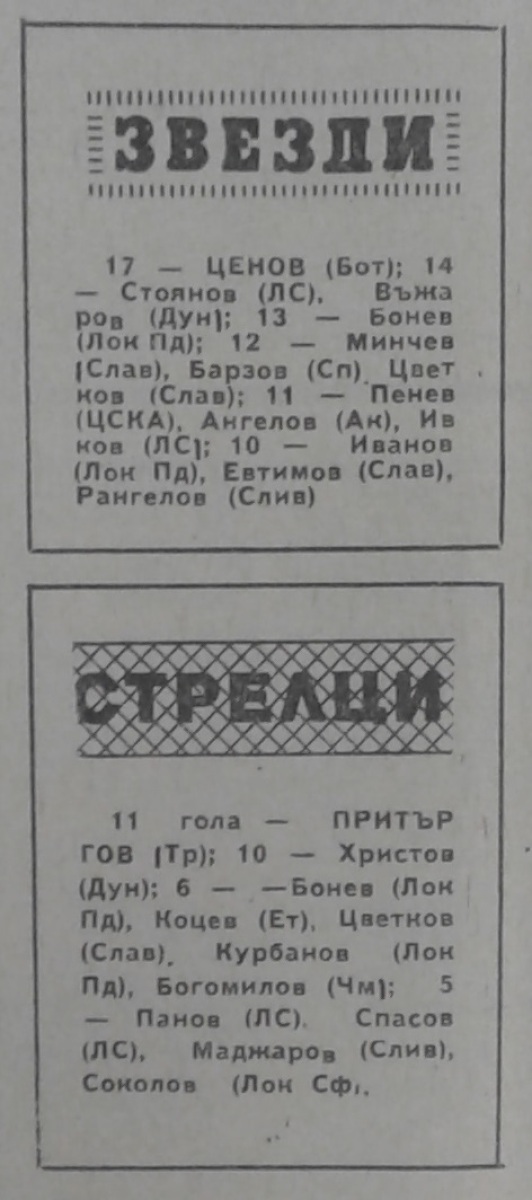 ЗВЕЗДИ
17 — ЦЕНОВ (Бот); 14
— Стоянов (ЛС), Въжа
ров (Дун); 13 — Бонев
(Лок Пд); 12 — Минчев
(Слав), Барзов (Сп), Цвет
ков (Слав); 11 — Пенев
(ЦСКА), Ангелов (Ак), Ив
ков (ЛС); 10 — Иванов
(Лок Пд), Евтимов (Слав),
Рангелов (Слив)
СТРЕЛЦИ
11 гола — ПРИТЪР
ГОВ (Тр); 10 — Христов
(Дун); 6 — —Бонев (Лок
Пд), Коцев (Ет), Цветков
(Слав), Курбанов (Лок
Пд), Богомилов (Чм); 5
— Панов (ЛС), Спасов
(ЛС), Маджаров (Слив),
Соколов (Лок Сф).